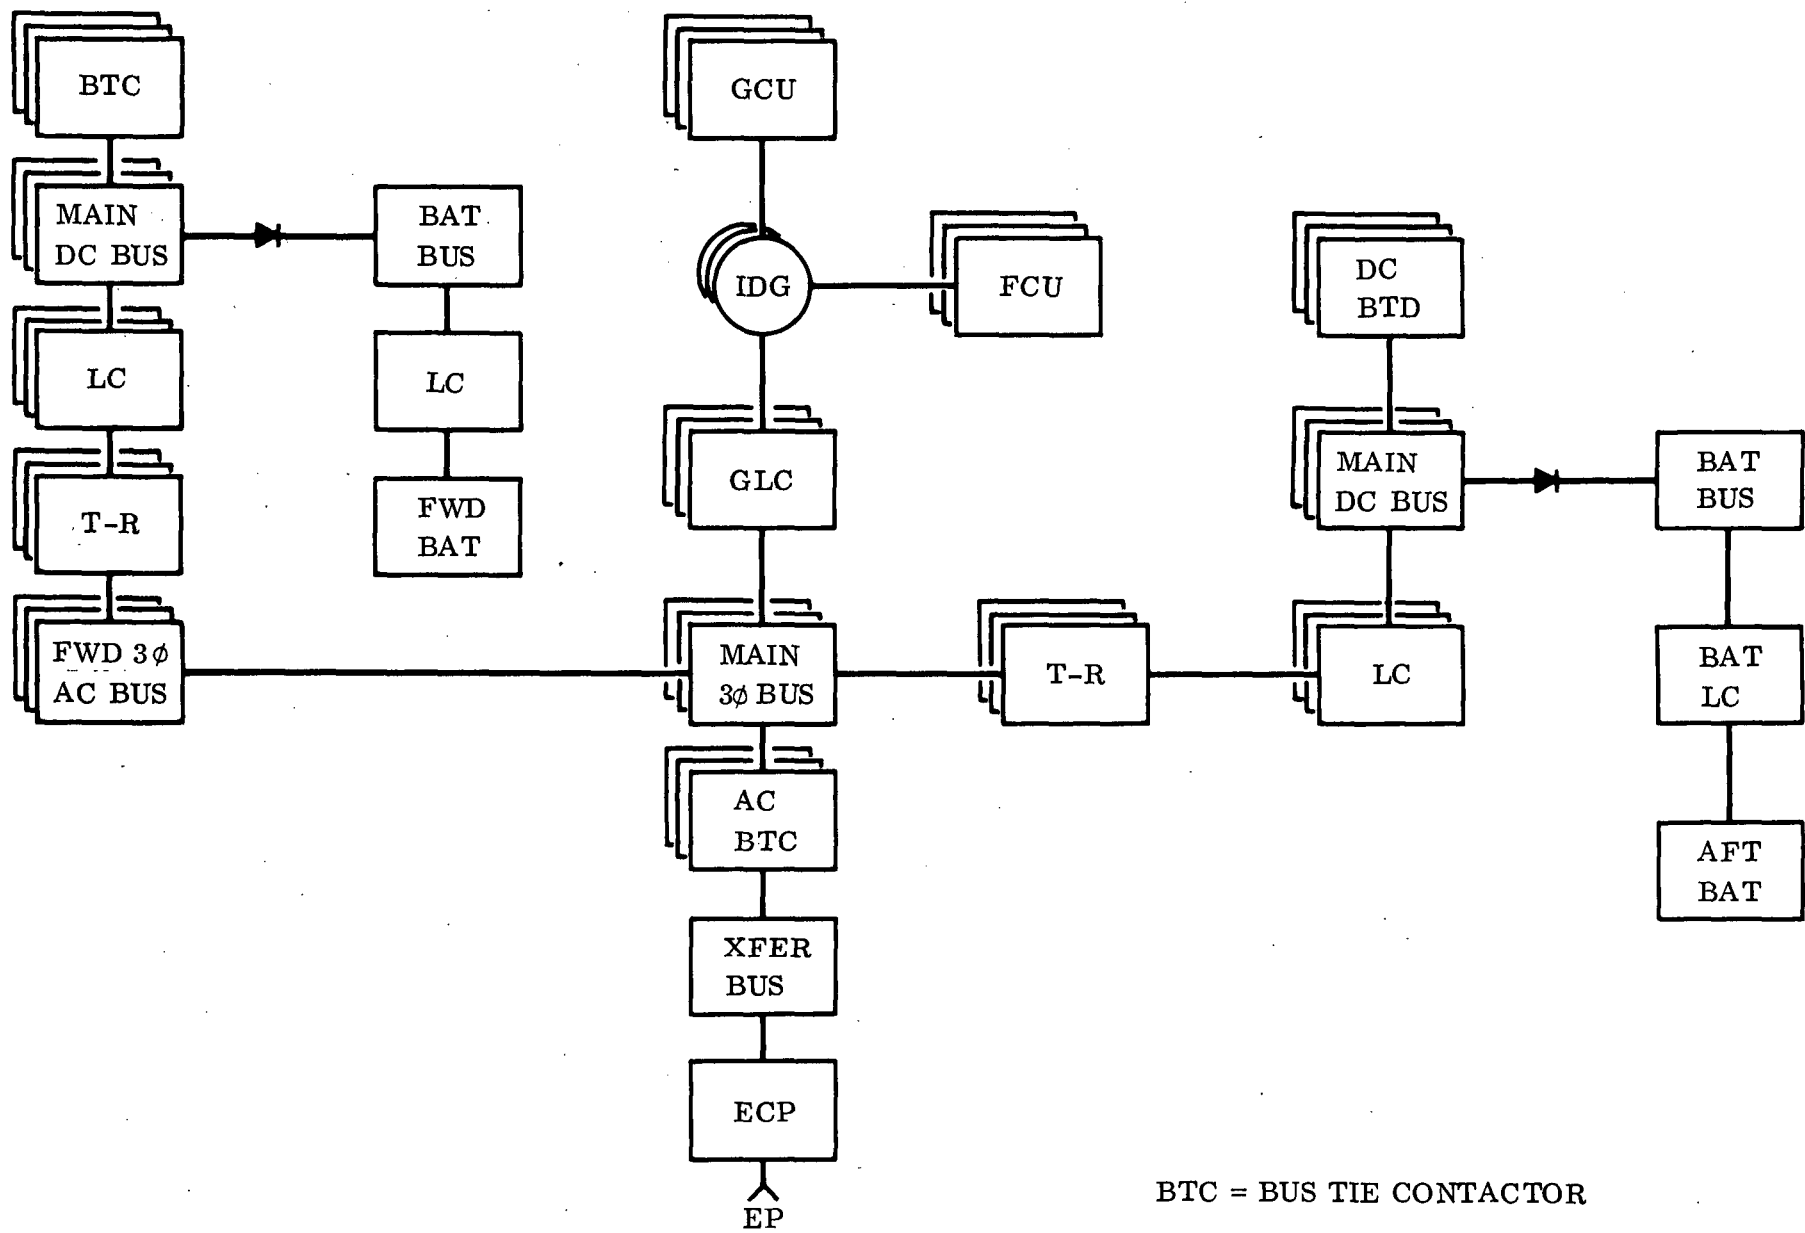 BTC
MAIN
DC BUS
LC
T-R
FWD 3ø
AC BUS
BAT
BUS
LC
FWD
BAT
GCU
IDG
FCU
GLC
MAIN
3ø BUS
AC
BTC
XFER
BUS
ECP
EP
T-R
LC
DC
BTD
MAIN
DC BUS
BAT
BUS
BAT
LC
AFT
BAT
BTC = BUS TIE CONTACTOR